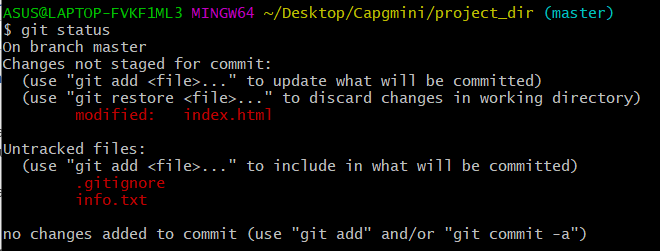 ASUS@LAPTOP-FVKF1ML3 MINGW64 ~/Desktop/Capgmini/project_dir (master)
$ git status
On branch master
Changes not staged for commit:
  (use "git add <file>..." to update what will be committed)
  (use "git restore <file>..." to discard changes in working directory)
        modified:   index.html

Untracked files:
  (use "git add <file>..." to include in what will be committed)
        .gitignore
        info.txt

no changes added to commit (use "git add" and/or "git commit -a")